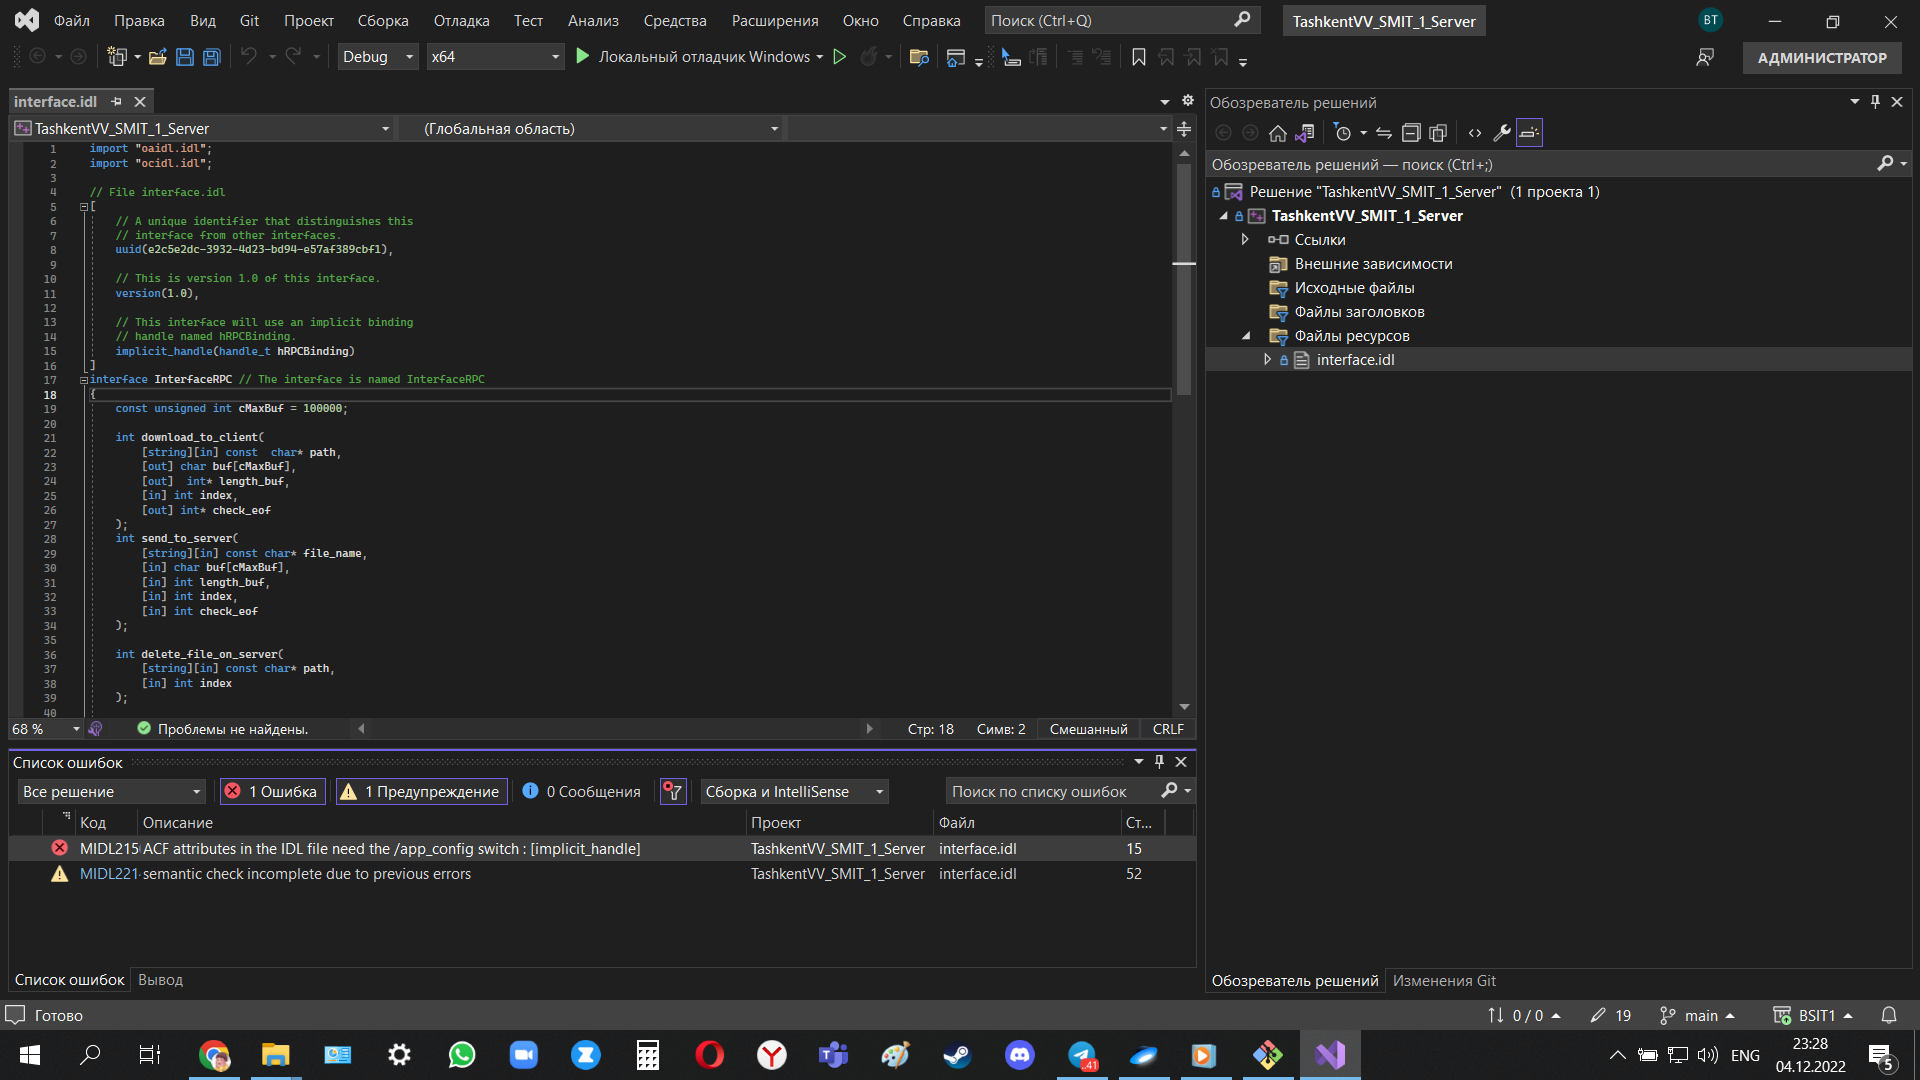 Файл Правка Вид Git Проект Сборка Отладка Тест Анализ Средства Расширения Окно Справка Поиск (Ctrl+Q) TashkentVV_SMIT_1_Server BT
Debug x64 Локальный отладчик Windows АДМИНИСТРАТОР
interface.idl
TashkentVV_SMIT_1_Server (Глобальная область)
1 import "oaidl.idl";
2 import "ocidl.idl";
3
4 // File interface.idl
5 [
6 // A unique identifier that distinguishes this
7 // interface from other interfaces.
8 uuid(e2c5e2dc-3932-4d23-bd94-e57af389cbf1),
9
10 // This is version 1.0 of this interface.
11 version(1.0),
12
13 // This interface will use an implicit binding
14 // handle named hRPCBinding.
15 implicit_handle(handle_t hRPCBinding)
16 ]
17 interface InterfaceRPC // The interface is named InterfaceRPC
18 {
19 const unsigned int cMaxBuf = 100000;
20
21 int download_to_client(
22 [string][in] const  char* path,
23 [out] char buf[cMaxBuf],
24 [out]  int* length_buf,
25 [in] int index,
26 [out] int* check_eof
27 );
28 int send_to_server(
29 [string][in] const char* file_name,
30 [in] char buf[cMaxBuf],
31 [in] int length_buf,
32 [in] int index,
33 [in] int check_eof
34 );
35
36 int delete_file_on_server(
37 [string][in] const char* path,
38 [in] int index
39 );
40
68 % Проблемы не найдены. Стр: 18 Симв: 2 Смешанный CRLF
Список ошибок
Все решение 1 Ошибка 1 Предупреждение 0 Сообщения Сборка и IntelliSense Поиск по списку ошибок
Код Описание Проект Файл Ст...
MIDL215 ACF attributes in the IDL file need the /app_config switch : [implicit_handle] TashkentVV_SMIT_1_Server interface.idl 15
MIDL221 semantic check incomplete due to previous errors TashkentVV_SMIT_1_Server interface.idl 52
Список ошибок Вывод
Обозреватель решений
Обозреватель решений — поиск (Ctrl+;)
Решение "TashkentVV_SMIT_1_Server" (1 проекта 1)
TashkentVV_SMIT_1_Server
Ссылки
Внешние зависимости
Исходные файлы
Файлы заголовков
Файлы ресурсов
interface.idl
Обозреватель решений Изменения Git
Готово 0 / 0 19 main BSIT1
41 ENG 23:28
04.12.2022 5